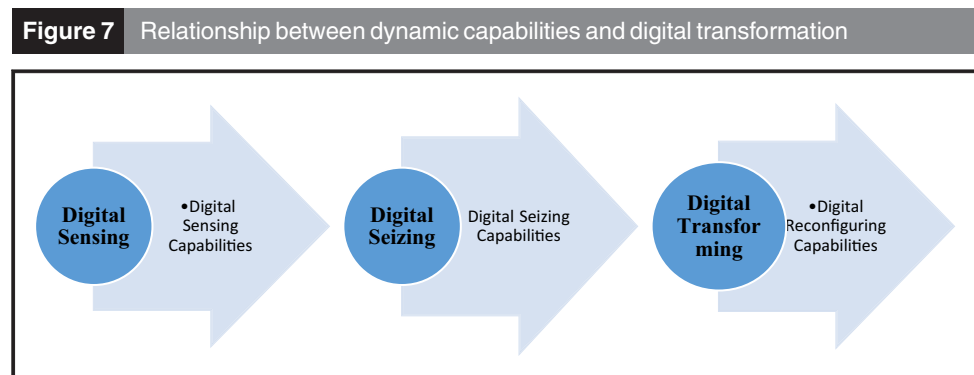 Figure 7 Relationship between dynamic capabilities and digital transformation
Digital
Sensing
•Digital
Sensing
Capabilities
Digital
Seizing
Digital Seizing
Capabilities
Digital
Transfor
ming
•Digital
Reconfiguring
Capabilities